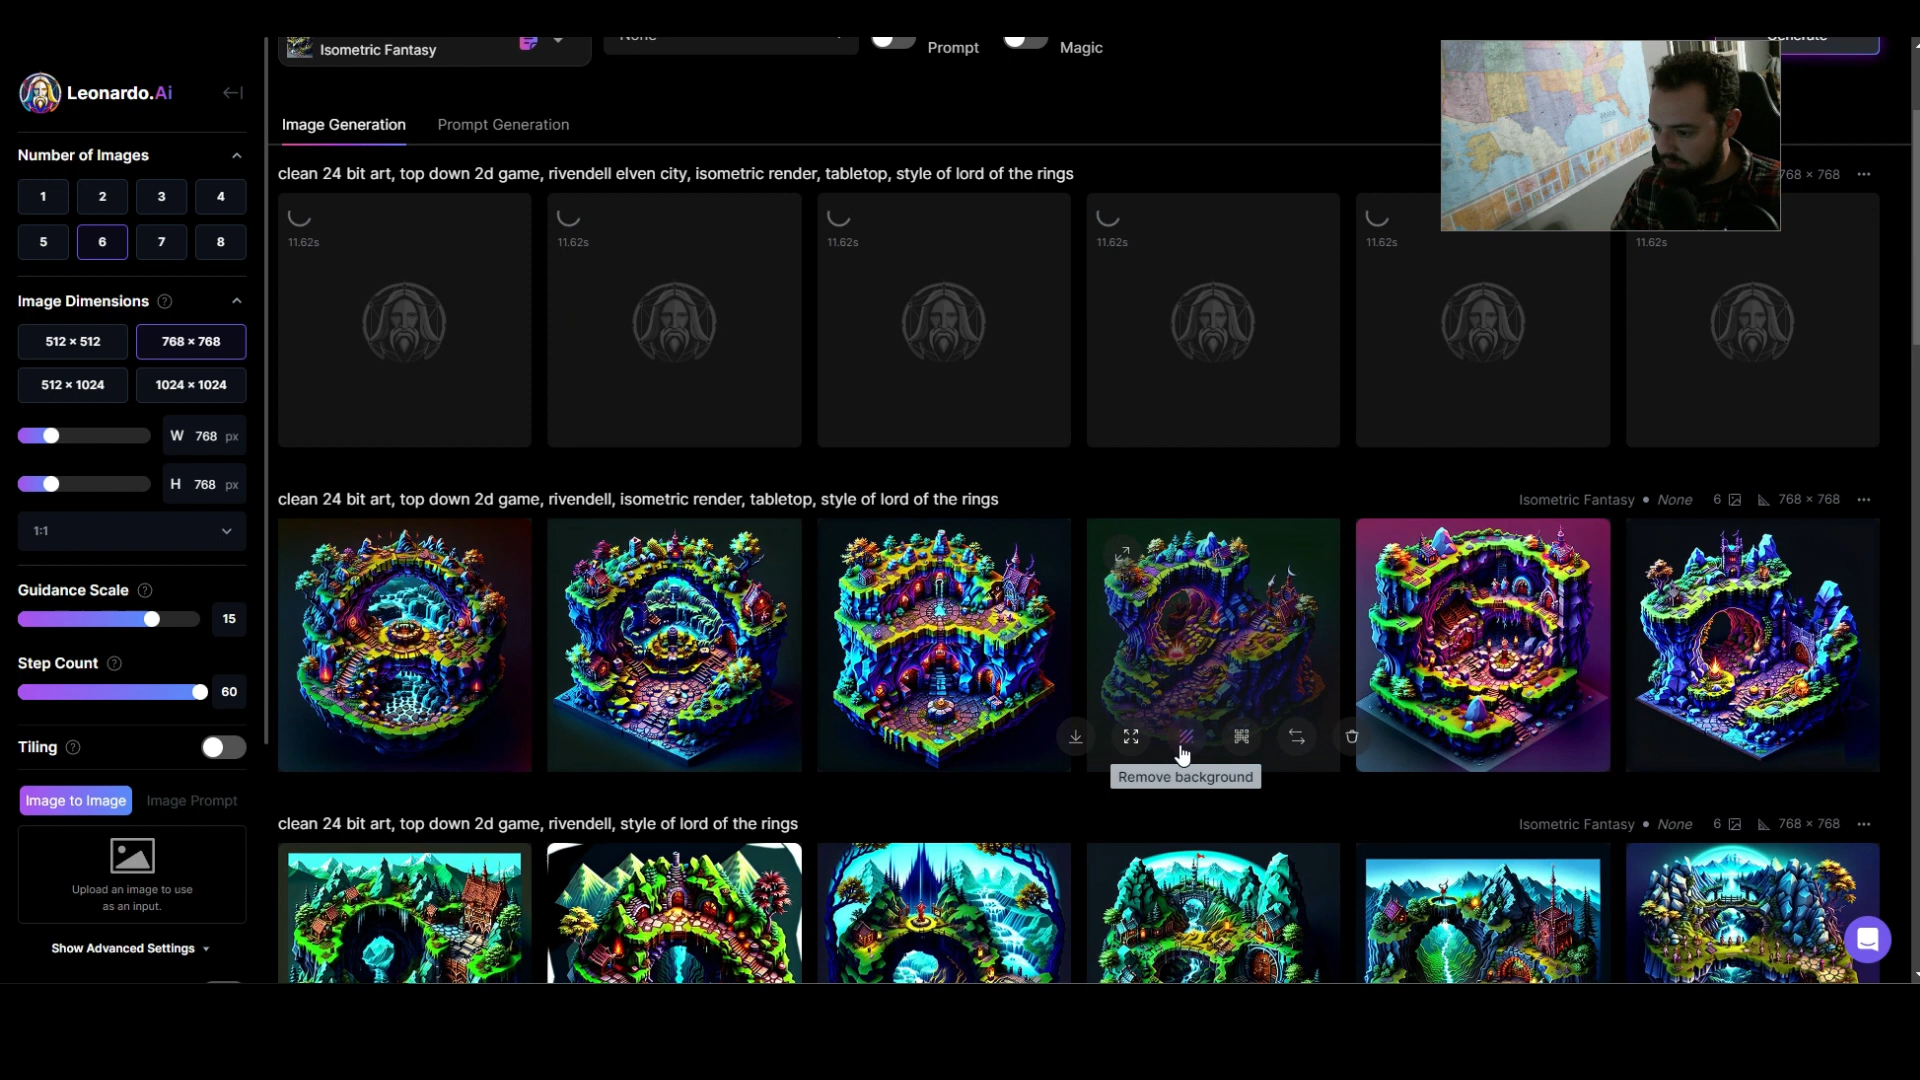 Isometric Fantasy
None
Prompt
Magic
Generate
Leonardo.Ai
Image Generation
Prompt Generation
Number of Images
1 2 3 4
5 6 7 8
Image Dimensions
512 × 512
768 × 768
512 × 1024
1024 × 1024
W 768 px
H 768 px
1:1
Guidance Scale
15
Step Count
60
Tiling
Image to Image
Image Prompt
Upload an image to use
as an input.
Show Advanced Settings
clean 24 bit art, top down 2d game, rivendell elven city, isometric render, tabletop, style of lord of the rings
768 × 768
11.62s
11.62s
11.62s
11.62s
11.62s
11.62s
clean 24 bit art, top down 2d game, rivendell, isometric render, tabletop, style of lord of the rings
Isometric Fantasy • None 6 768 × 768
Remove background
clean 24 bit art, top down 2d game, rivendell, style of lord of the rings
Isometric Fantasy • None 6 768 × 768